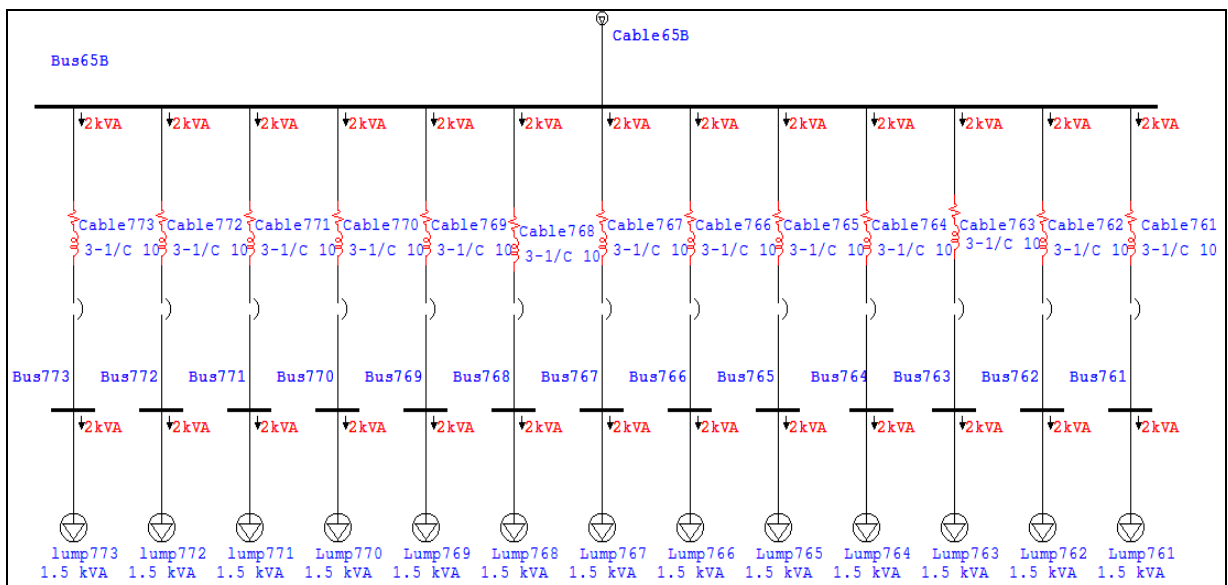 Cable65B
Bus65B
2kVA 2kVA 2kVA 2kVA 2kVA 2kVA 2kVA 2kVA 2kVA 2kVA 2kVA 2kVA 2kVA
Cable773 Cable772 Cable771 Cable770 Cable769 Cable768 Cable767 Cable766 Cable765 Cable764 Cable763 Cable762 Cable761
3-1/C 10 3-1/C 10 3-1/C 10 3-1/C 10 3-1/C 10 3-1/C 10 3-1/C 10 3-1/C 10 3-1/C 10 3-1/C 10 3-1/C 10 3-1/C 10 3-1/C 10
Bus773 Bus772 Bus771 Bus770 Bus769 Bus768 Bus767 Bus766 Bus765 Bus764 Bus763 Bus762 Bus761
2kVA 2kVA 2kVA 2kVA 2kVA 2kVA 2kVA 2kVA 2kVA 2kVA 2kVA 2kVA 2kVA
lump773 lump772 lump771 Lump770 Lump769 Lump768 Lump767 Lump766 Lump765 Lump764 Lump763 Lump762 Lump761
1.5 kVA 1.5 kVA 1.5 kVA 1.5 kVA 1.5 kVA 1.5 kVA 1.5 kVA 1.5 kVA 1.5 kVA 1.5 kVA 1.5 kVA 1.5 kVA 1.5 kVA